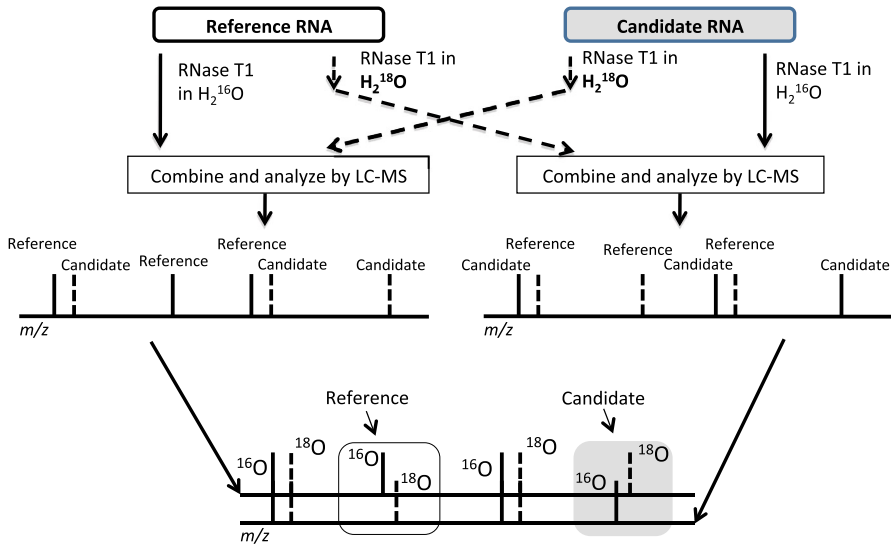 Reference RNA
Candidate RNA
RNase T1
in H₂¹⁶O
RNase T1 in
H₂¹⁸O
RNase T1 in
H₂¹⁸O
RNase T1 in
H₂¹⁶O
Combine and analyze by LC-MS
Combine and analyze by LC-MS
Reference
Candidate
Reference
Reference
Candidate
Candidate
m/z
Candidate
Reference
Reference
Candidate
Reference
Candidate
m/z
Reference
Candidate
¹⁶O
¹⁸O
¹⁶O
¹⁸O
¹⁶O
¹⁸O
¹⁶O
¹⁸O
m/z